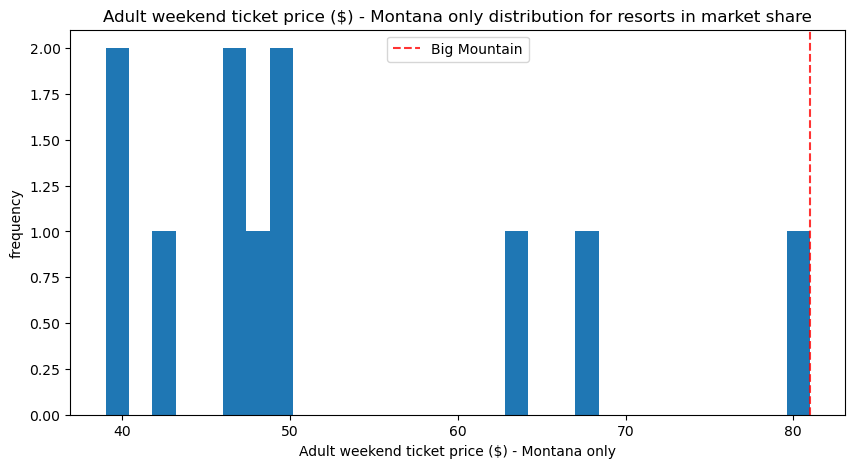 Adult weekend ticket price ($) - Montana only distribution for resorts in market share
Big Mountain
frequency
2.00
1.75
1.50
1.25
1.00
0.75
0.50
0.25
0.00
40 50 60 70 80
Adult weekend ticket price ($) - Montana only